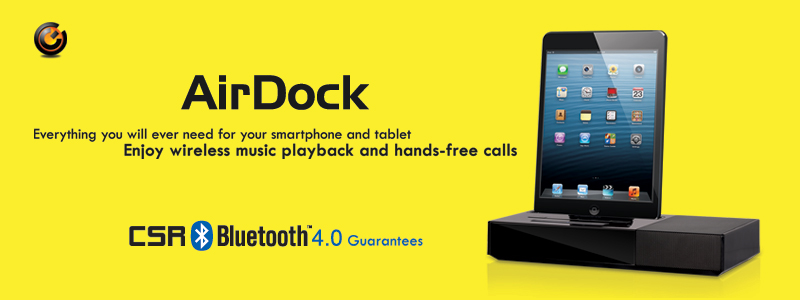 AirDock
Everything you will ever need for your smartphone and tablet
Enjoy wireless music playback and hands-free calls
CSR Bluetooth™ 4.0 Guarantees